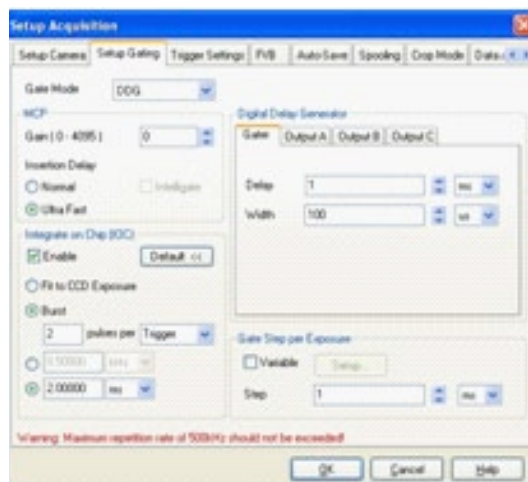 Setup Acquisition
Setup Camera Setup Gating Trigger Settings FVB Auto-Save Spooling Crop Mode
Gate Mode DDG
MCP
Gain ( 0 - 4095 ) 0
Insertion Delay
Normal Intelligate
Ultra Fast
Integrate on Chip (IOC)
Enable Default <<
Fit to CCD Exposure
Burst
2 pulses per Trigger
2.00000 ms
Digital Delay Generator
Gater Output A Output B Output C
Delay 1 ms
Width 100 us
Gate Step per Exposure
Variable Setup...
Step 1 ms
Warning: Maximum repetition rate of 500kHz should not be exceeded!
OK Cancel Help